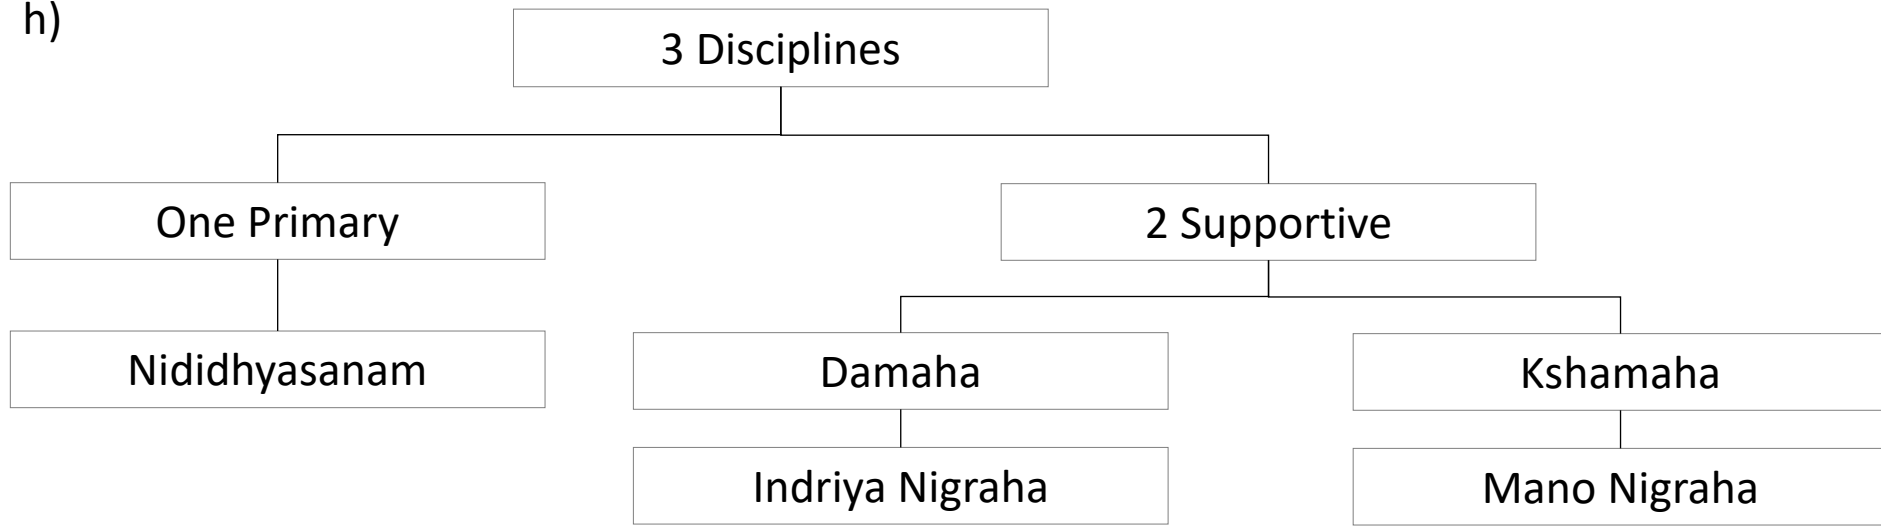 h)
3 Disciplines
One Primary
2 Supportive
Nididhyasanam
Damaha
Kshamaha
Indriya Nigraha
Mano Nigraha